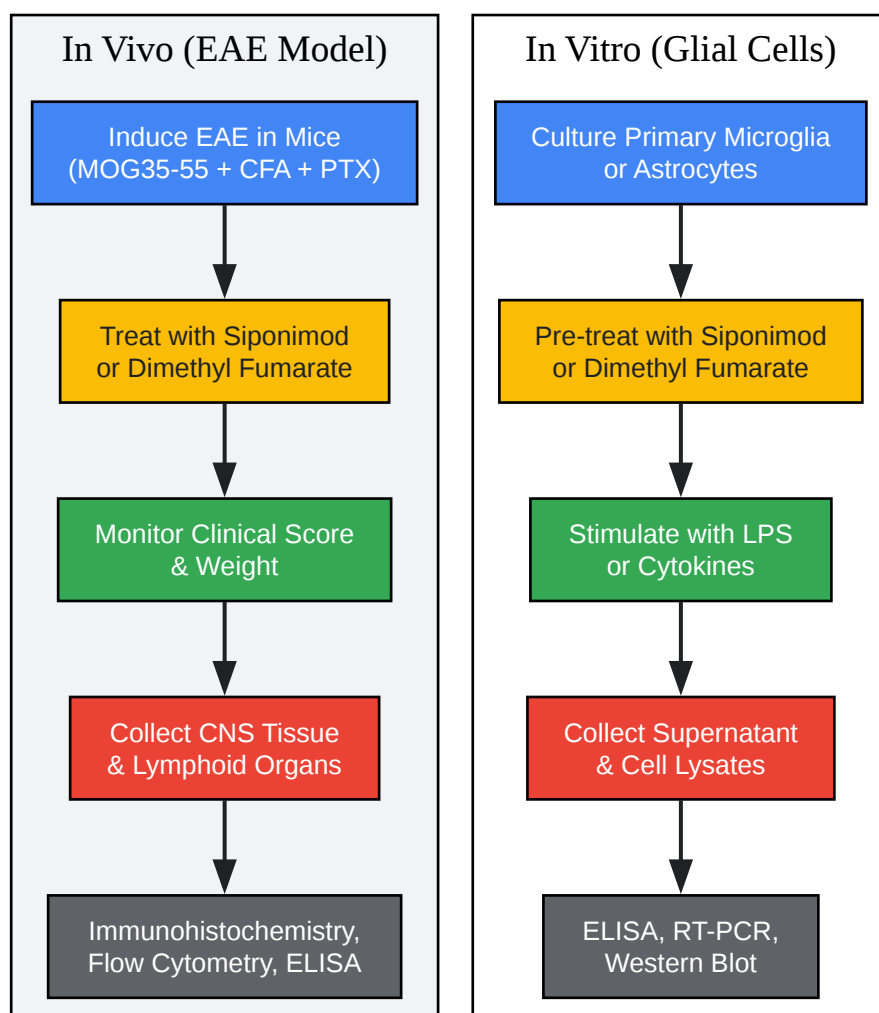 In Vivo (EAE Model)
Induce EAE in Mice
(MOG35-55 + CFA + PTX)
Treat with Siponimod
or Dimethyl Fumarate
Monitor Clinical Score
& Weight
Collect CNS Tissue
& Lymphoid Organs
Immunohistochemistry,
Flow Cytometry, ELISA
In Vitro (Glial Cells)
Culture Primary Microglia
or Astrocytes
Pre-treat with Siponimod
or Dimethyl Fumarate
Stimulate with LPS
or Cytokines
Collect Supernatant
& Cell Lysates
ELISA, RT-PCR,
Western Blot